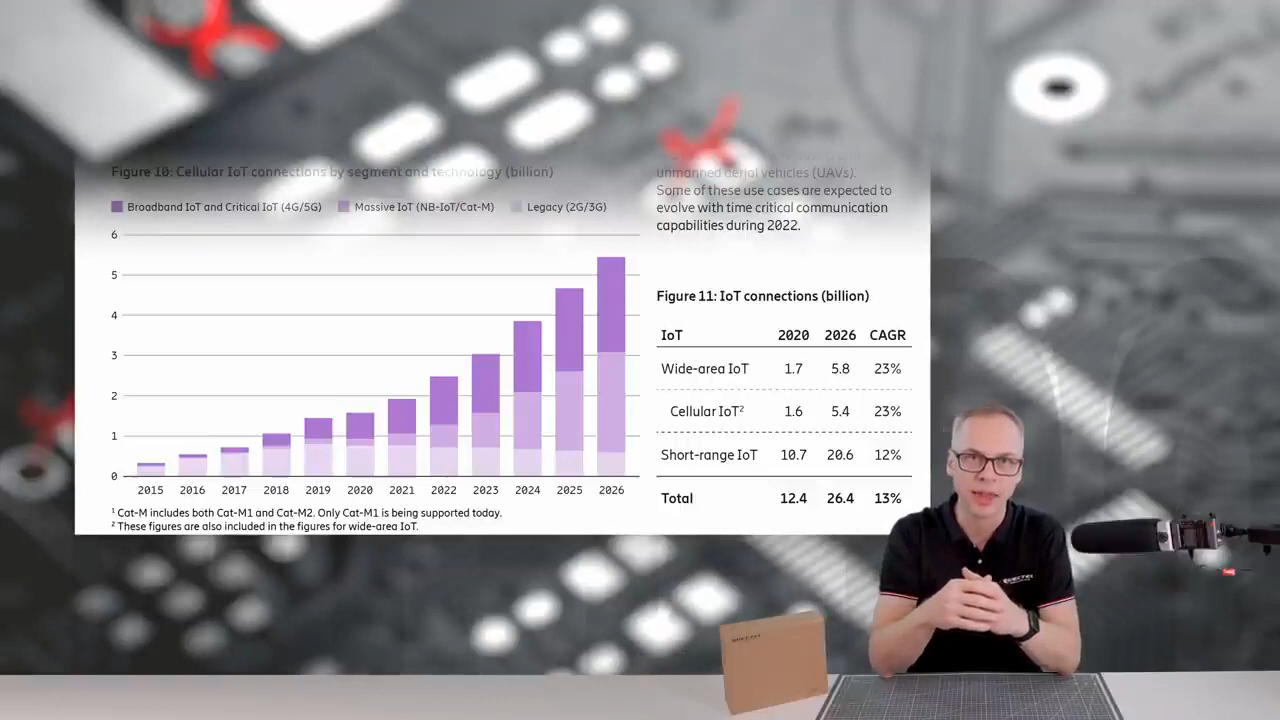 Figure 10: Cellular IoT connections by segment and technology (billion)
Broadband IoT and Critical IoT (4G/5G)
Massive IoT (NB-IoT/Cat-M)
Legacy (2G/3G)
6
5
4
3
2
1
0
2015 2016 2017 2018 2019 2020 2021 2022 2023 2024 2025 2026
¹ Cat-M includes both Cat-M1 and Cat-M2. Only Cat-M1 is being supported today.
² These figures are also included in the figures for wide-area IoT.
unmanned aerial vehicles (UAVs).
Some of these use cases are expected to
evolve with time critical communication
capabilities during 2022.
Figure 11: IoT connections (billion)
IoT 2020 2026 CAGR
Wide-area IoT 1.7 5.8 23%
Cellular IoT² 1.6 5.4 23%
Short-range IoT 10.7 20.6 12%
Total 12.4 26.4 13%